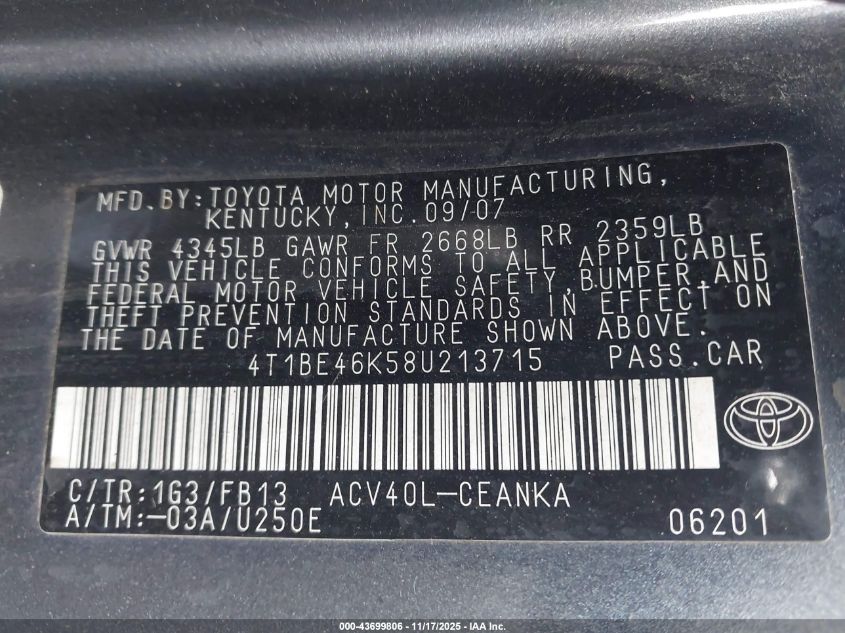 MFD.BY:TOYOTA MOTOR MANUFACTURING,
KENTUCKY,INC.09/07
GVWR 4345LB GAWR FR 2668LB RR 2359LB
THIS VEHICLE CONFORMS TO ALL APPLICABLE
FEDERAL MOTOR VEHICLE SAFETY,BUMPER,AND
THEFT PREVENTION STANDARDS IN EFFECT ON
THE DATE OF MANUFACTURE SHOWN ABOVE.
4T1BE46K58U213715 PASS.CAR
C/TR:1G3/FB13 ACV40L-CEANKA
A/TM:-03A/U250E 06201
000-43699806 - 11/17/2025 - IAA Inc.